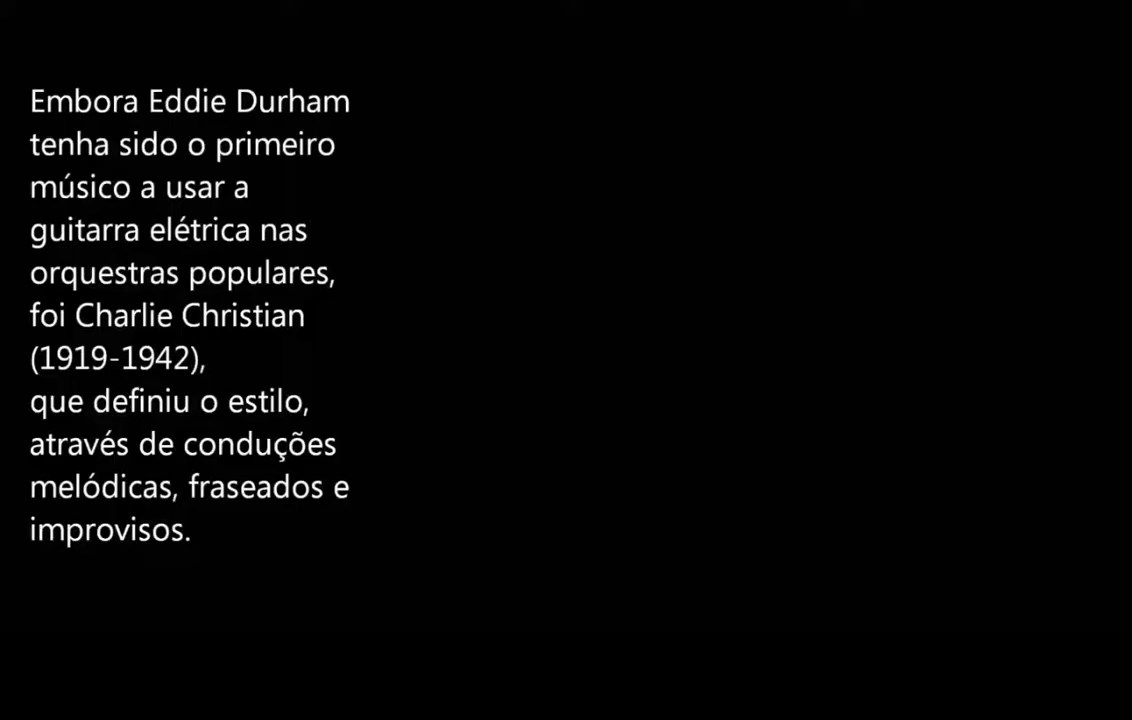 Embora Eddie Durham
tenha sido o primeiro
músico a usar a
guitarra elétrica nas
orquestras populares,
foi Charlie Christian
(1919-1942),
que definiu o estilo,
através de conduções
melódicas, fraseados e
improvisos.